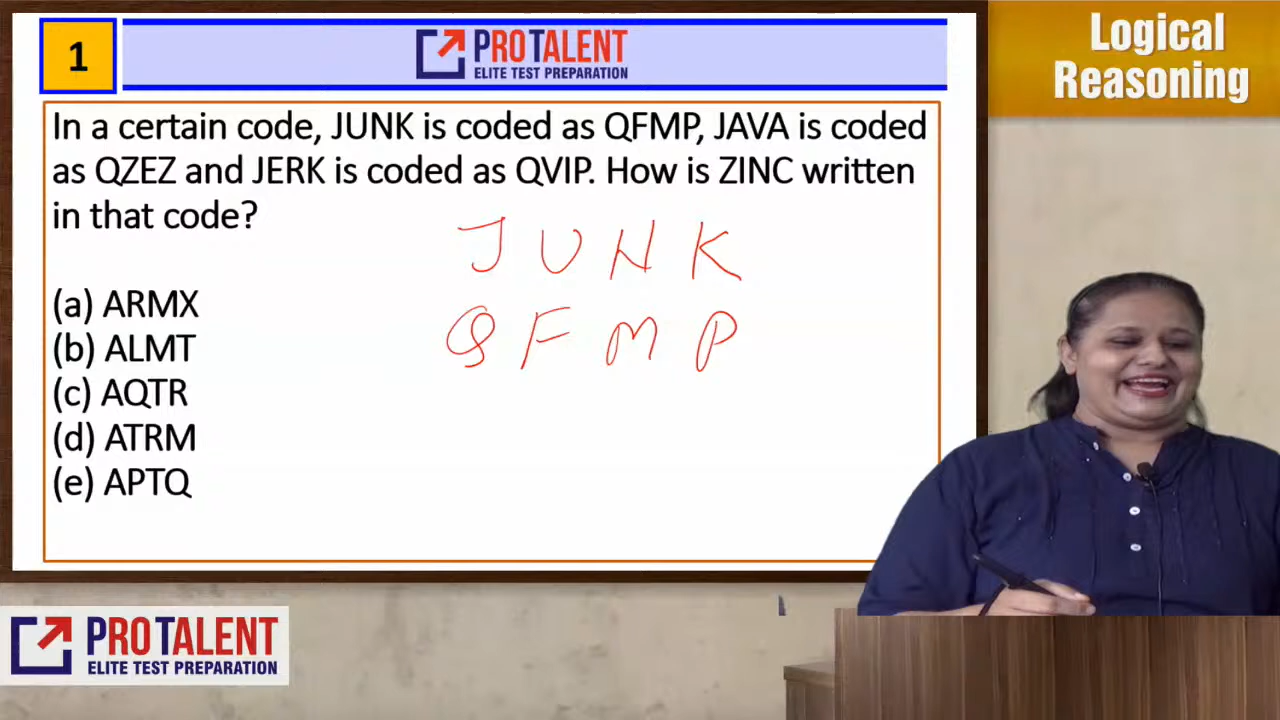 1
PROTALENT
ELITE TEST PREPARATION
Logical
Reasoning
In a certain code, JUNK is coded as QFMP, JAVA is coded
as QZEZ and JERK is coded as QVIP. How is ZINC written
in that code?
J U N K
Q F M P
(a) ARMX
(b) ALMT
(c) AQTR
(d) ATRM
(e) APTQ
PROTALENT
ELITE TEST PREPARATION